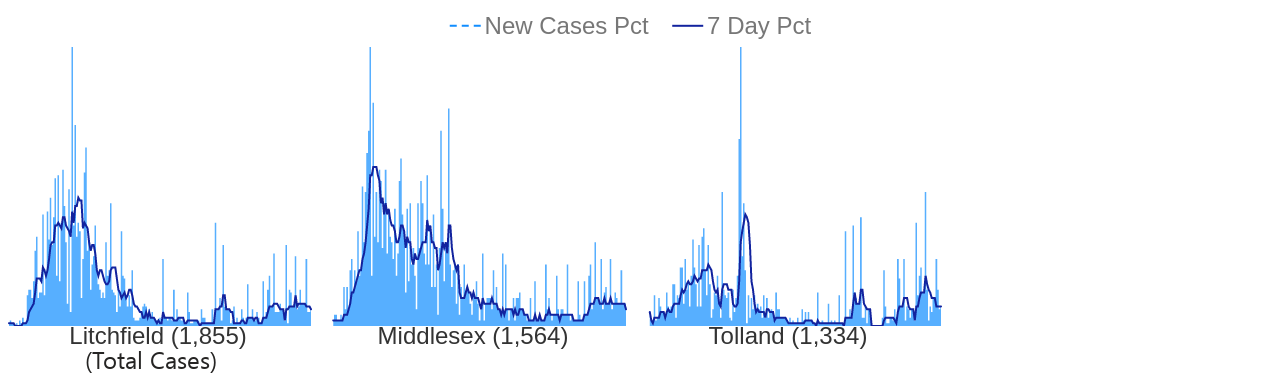 New Cases Pct 7 Day Pct
Litchfield (1,855) Middlesex (1,564) Tolland (1,334)
(Total Cases)